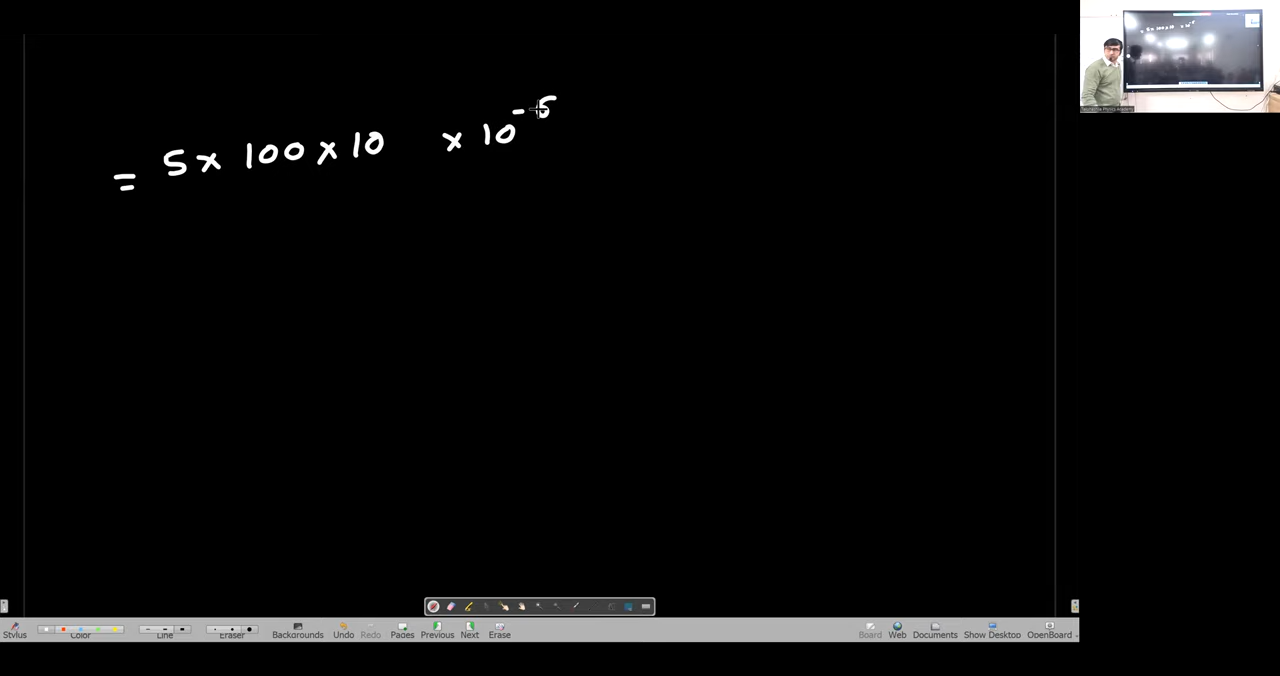 = 5 x 100 x 10 x 10⁻⁵
Stylus Color Line Eraser Backgrounds Undo Redo Pages Previous Next Erase Board Web Documents Show Desktop OpenBoard